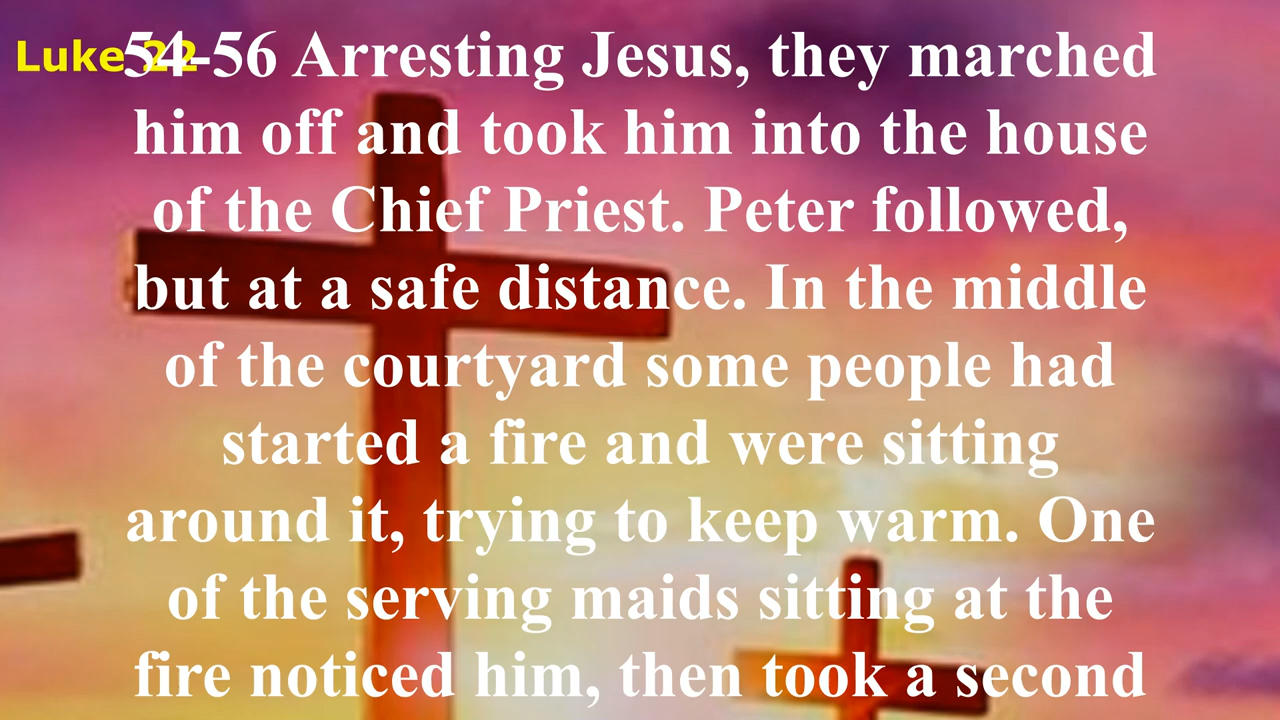 Luke 22
54-56 Arresting Jesus, they marched
him off and took him into the house
of the Chief Priest. Peter followed,
but at a safe distance. In the middle
of the courtyard some people had
started a fire and were sitting
around it, trying to keep warm. One
of the serving maids sitting at the
fire noticed him, then took a second